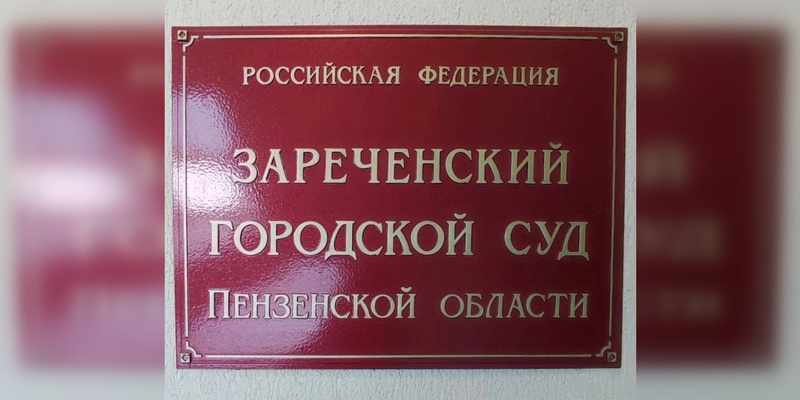 РОССИЙСКАЯ ФЕДЕРАЦИЯ
ЗАРЕЧЕНСКИЙ
ГОРОДСКОЙ СУД
ПЕНЗЕНСКОЙ ОБЛАСТИ